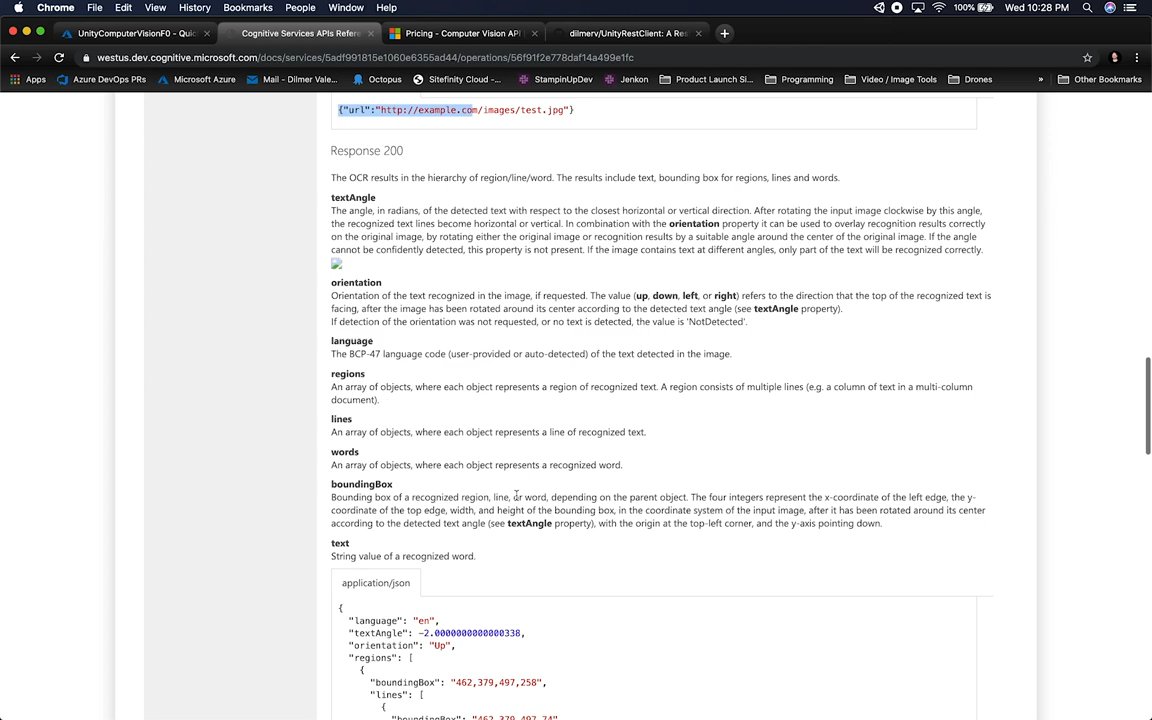 Chrome File Edit View History Bookmarks People Window Help 100% Wed 10:28 PM
UnityComputerVisionF0 - Quic × Cognitive Services APIs Refere × Pricing - Computer Vision API × dilmerv/UnityRestClient: A Res ×
westus.dev.cognitive.microsoft.com/docs/services/5adf991815e1060e6355ad44/operations/56f91f2e778daf14a499e1fc
Apps Azure DevOps PRs Microsoft Azure Mail - Dilmer Vale... Octopus Sitefinity Cloud -... StampinUpDev Jenkon Product Launch Si... Programming Video / Image Tools Drones » Other Bookmarks
{"url":"http://example.com/images/test.jpg"}
Response 200
The OCR results in the hierarchy of region/line/word. The results include text, bounding box for regions, lines and words.
textAngle
The angle, in radians, of the detected text with respect to the closest horizontal or vertical direction. After rotating the input image clockwise by this angle,
the recognized text lines become horizontal or vertical. In combination with the orientation property it can be used to overlay recognition results correctly
on the original image, by rotating either the original image or recognition results by a suitable angle around the center of the original image. If the angle
cannot be confidently detected, this property is not present. If the image contains text at different angles, only part of the text will be recognized correctly.
orientation
Orientation of the text recognized in the image, if requested. The value (up, down, left, or right) refers to the direction that the top of the recognized text is
facing, after the image has been rotated around its center according to the detected text angle (see textAngle property).
If detection of the orientation was not requested, or no text is detected, the value is 'NotDetected'.
language
The BCP-47 language code (user-provided or auto-detected) of the text detected in the image.
regions
An array of objects, where each object represents a region of recognized text. A region consists of multiple lines (e.g. a column of text in a multi-column
document).
lines
An array of objects, where each object represents a line of recognized text.
words
An array of objects, where each object represents a recognized word.
boundingBox
Bounding box of a recognized region, line, or word, depending on the parent object. The four integers represent the x-coordinate of the left edge, the y-
coordinate of the top edge, width, and height of the bounding box, in the coordinate system of the input image, after it has been rotated around its center
according to the detected text angle (see textAngle property), with the origin at the top-left corner, and the y-axis pointing down.
text
String value of a recognized word.
application/json
{
"language": "en",
"textAngle": -2.0000000000000338,
"orientation": "Up",
"regions": [
{
"boundingBox": "462,379,497,258",
"lines": [
{
"boundingBox": "462,379,497,74"